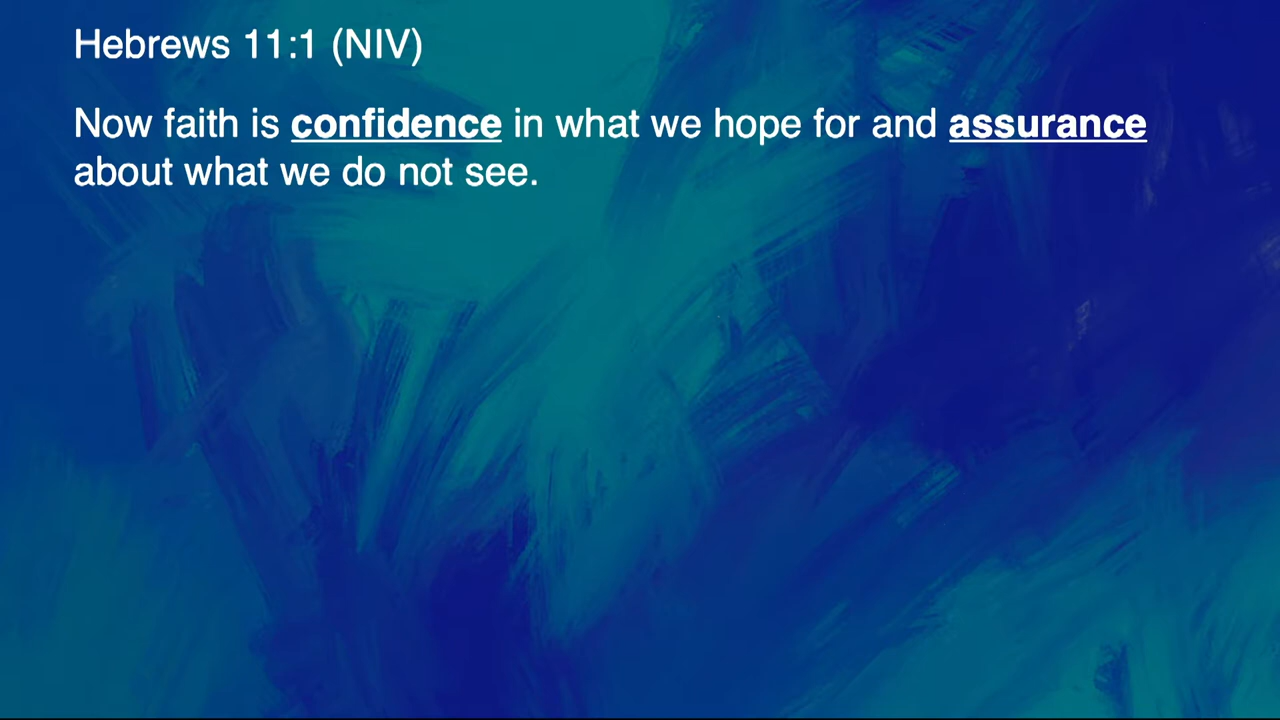 Hebrews 11:1 (NIV)
Now faith is confidence in what we hope for and assurance
about what we do not see.